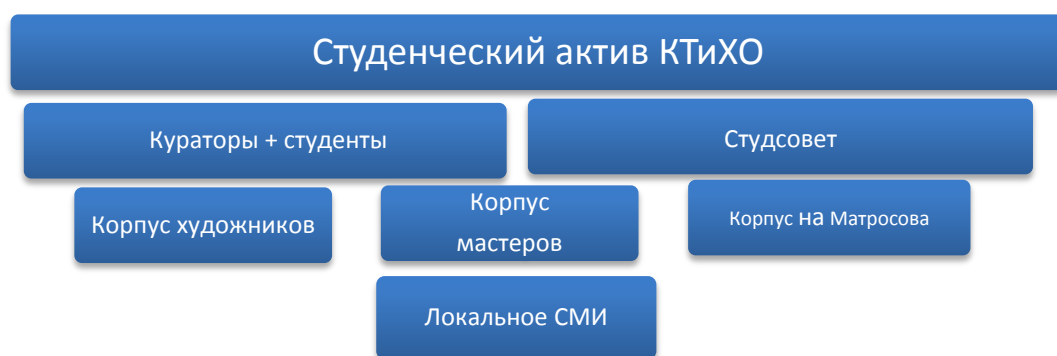 Студенческий актив КТиХО
Кураторы + студенты
Студсовет
Корпус художников
Корпус
мастеров
Корпус на Матросова
Локальное СМИ